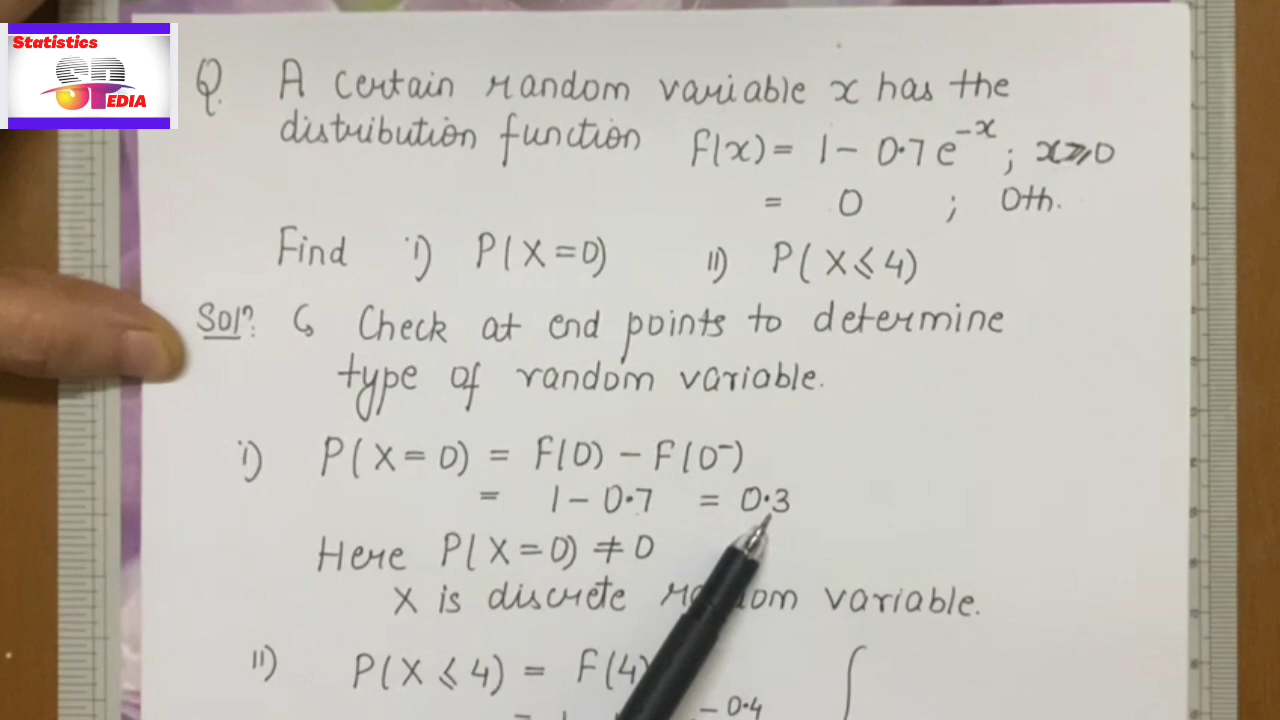 Statistics
EDIA
Q. A certain random variable x has the
distribution function F(x) = 1 - 0.7 e^{-x} ; x ≥ 0
= 0 ; 0th.
Find i) P(X = 0) ii) P(X ≤ 4)
Solⁿ. ↳ Check at end points to determine
type of random variable.
i) P(X = 0) = F(0) - F(0⁻)
= 1 - 0.7 = 0.3
Here P(X = 0) ≠ 0
X is discrete random variable.
ii) P(X ≤ 4) = F(4)
- 0.4